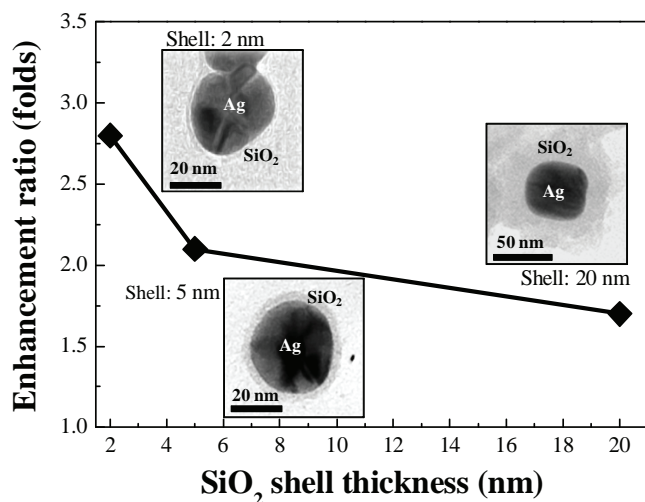 3.5
3.0
2.5
2.0
1.5
1.0
Enhancement ratio (folds)
Shell: 2 nm
Ag
SiO₂
20 nm
SiO₂
Ag
50 nm
Shell: 20 nm
Shell: 5 nm
SiO₂
Ag
20 nm
2 4 6 8 10 12 14 16 18 20
SiO₂ shell thickness (nm)